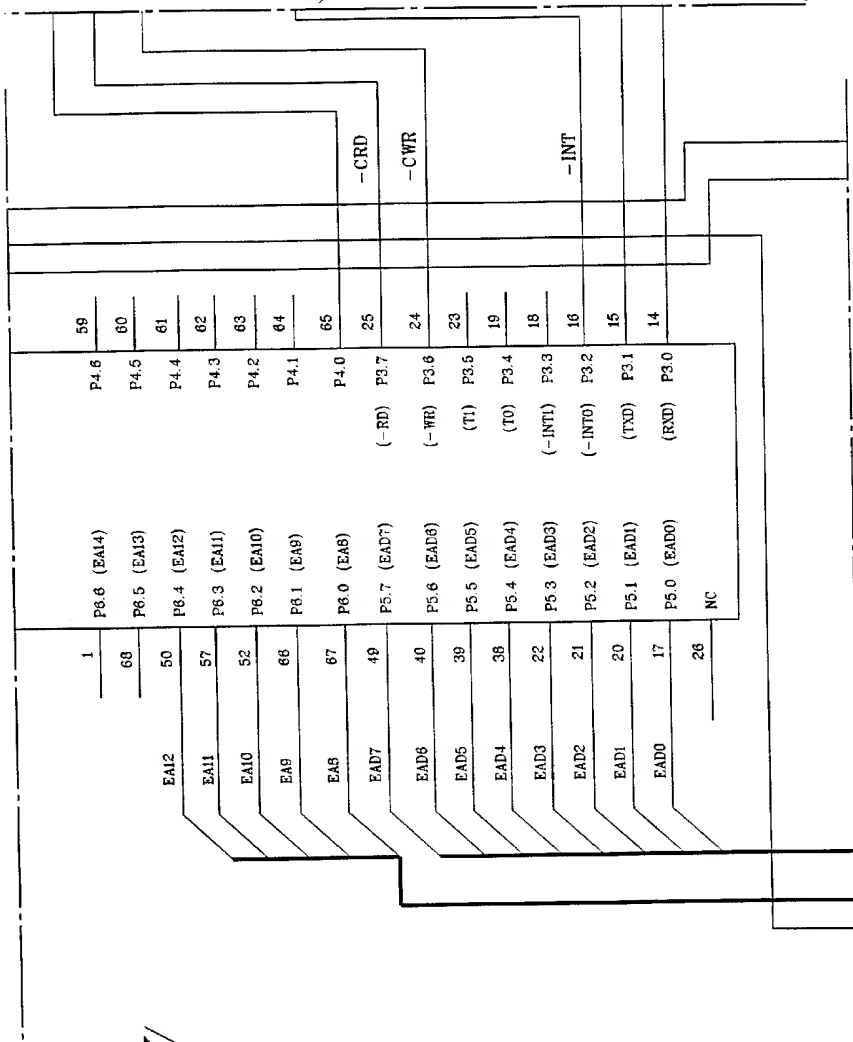 1 P6.6 (EA14) P4.6 59
68 P6.5 (EA13) P4.5 60
EA12 50 P6.4 (EA12) P4.4 61
EA11 57 P6.3 (EA11) P4.3 62
EA10 52 P6.2 (EA10) P4.2 63
EA9 66 P6.1 (EA9) P4.1 64
EA8 67 P6.0 (EA8) P4.0 65
EAD7 49 P5.7 (EAD7) (-RD) P3.7 25 -CRD
EAD6 40 P5.6 (EAD6) (-WR) P3.6 24 -CWR
EAD5 39 P5.5 (EAD5) (T1) P3.5 23
EAD4 38 P5.4 (EAD4) (T0) P3.4 19
EAD3 22 P5.3 (EAD3) (-INT1) P3.3 18
EAD2 21 P5.2 (EAD2) (-INT0) P3.2 16 -INT
EAD1 20 P5.1 (EAD1) (TXD) P3.1 15
EAD0 17 P5.0 (EAD0) (RXD) P3.0 14
26 NC